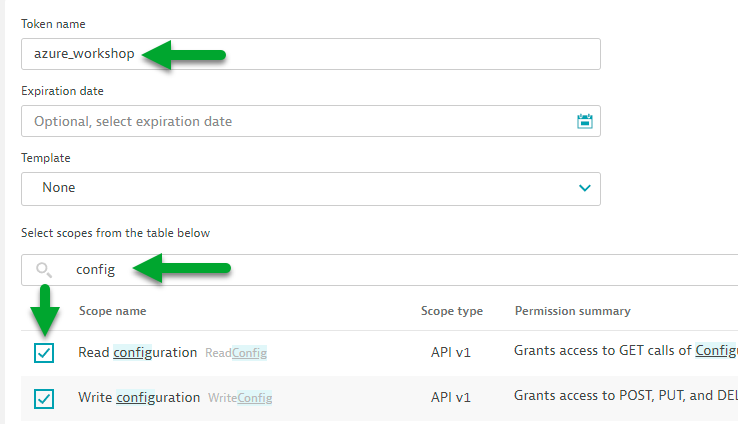 Token name
azure_workshop
Expiration date
Optional, select expiration date
Template
None
Select scopes from the table below
config
Scope name Scope type Permission summary
Read configuration ReadConfig API v1 Grants access to GET calls of Config
Write configuration WriteConfig API v1 Grants access to POST, PUT, and DEL